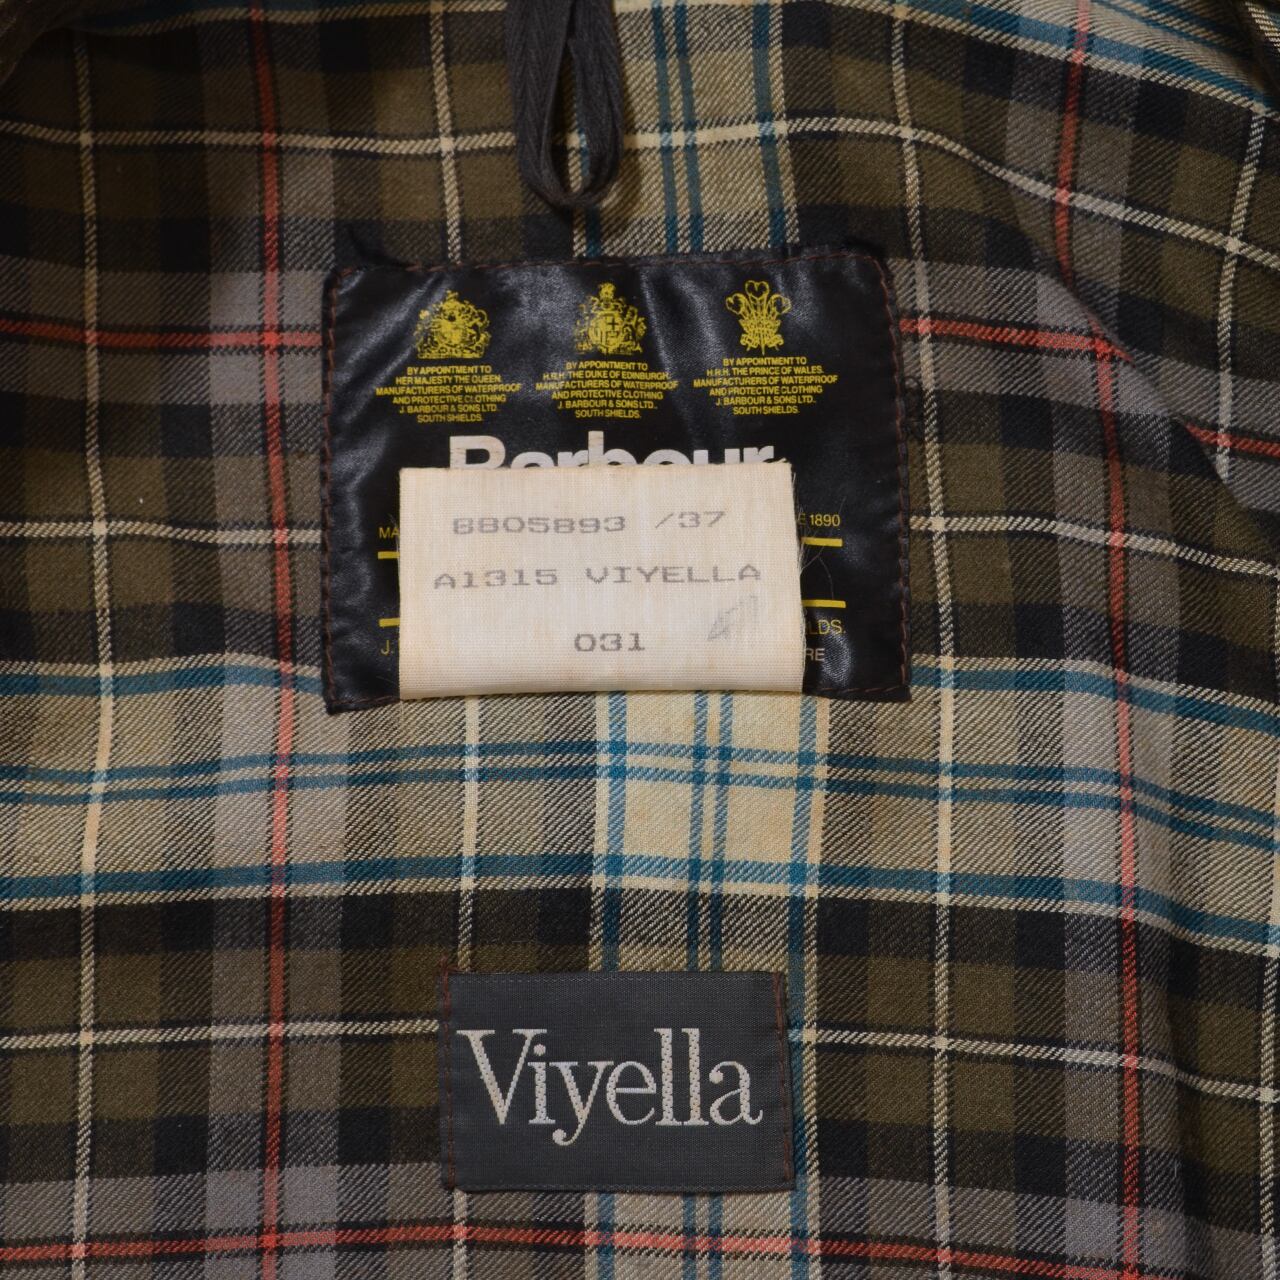 BY APPOINTMENT TO
HER MAJESTY THE QUEEN.
MANUFACTURERS OF WATERPROOF
AND PROTECTIVE CLOTHING
J. BARBOUR & SONS LTD.
SOUTH SHIELDS.
BY APPOINTMENT TO
H.R.H. THE DUKE OF EDINBURGH.
MANUFACTURERS OF WATERPROOF
AND PROTECTIVE CLOTHING
J. BARBOUR & SONS LTD.,
SOUTH SHIELDS.
BY APPOINTMENT TO
H.R.H. THE PRINCE OF WALES.
MANUFACTURERS OF WATERPROOF
AND PROTECTIVE CLOTHING
J. BARBOUR & SONS LTD.
SOUTH SHIELDS.
Barbour
1890
8805893 /37
A1315 VIYELLA
031
J.
Viyella